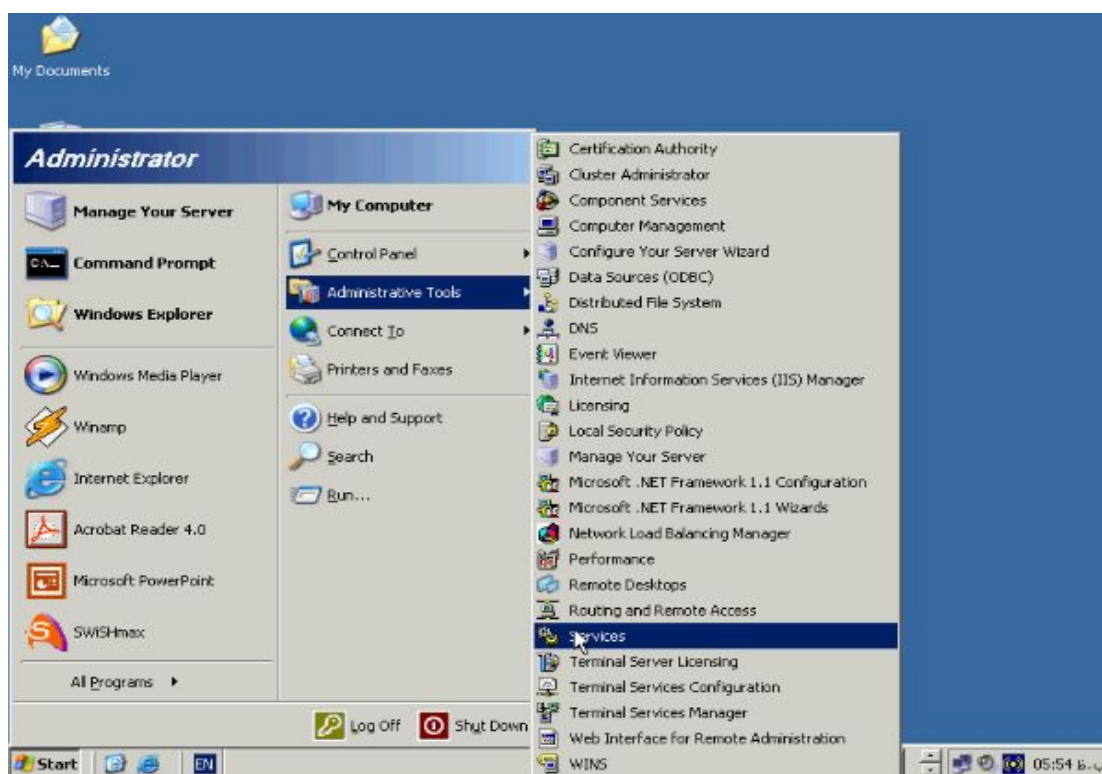 My Documents
Administrator
Manage Your Server
Command Prompt
Windows Explorer
Windows Media Player
Winamp
Internet Explorer
Acrobat Reader 4.0
Microsoft PowerPoint
SWiSHmax
All Programs
My Computer
Control Panel
Administrative Tools
Connect To
Printers and Faxes
Help and Support
Search
Run...
Log Off
Shut Down
Certification Authority
Cluster Administrator
Component Services
Computer Management
Configure Your Server Wizard
Data Sources (ODBC)
Distributed File System
DNS
Event Viewer
Internet Information Services (IIS) Manager
Licensing
Local Security Policy
Manage Your Server
Microsoft .NET Framework 1.1 Configuration
Microsoft .NET Framework 1.1 Wizards
Network Load Balancing Manager
Performance
Remote Desktops
Routing and Remote Access
Services
Terminal Server Licensing
Terminal Services Configuration
Terminal Services Manager
Web Interface for Remote Administration
WINS
Start
EN
05:54